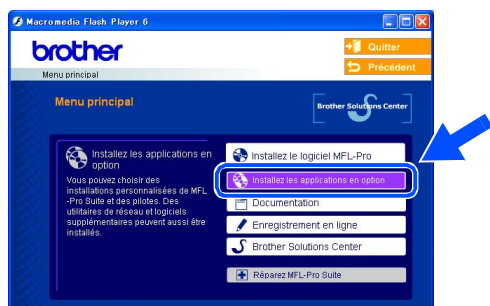 Macromedia Flash Player 6
brother
Quitter
Précédent
Menu principal
Menu principal
Brother Solutions Center
Installez les applications en
option
Vous pouvez choisir des
installations personnalisées de MFL
-Pro Suite et des pilotes. Des
utilitaires de réseau et logiciels
supplémentaires peuvent aussi être
installés.
Installez le logiciel MFL-Pro
Installez les applications en option
Documentation
Enregistrement en ligne
Brother Solutions Center
Réparez MFL-Pro Suite